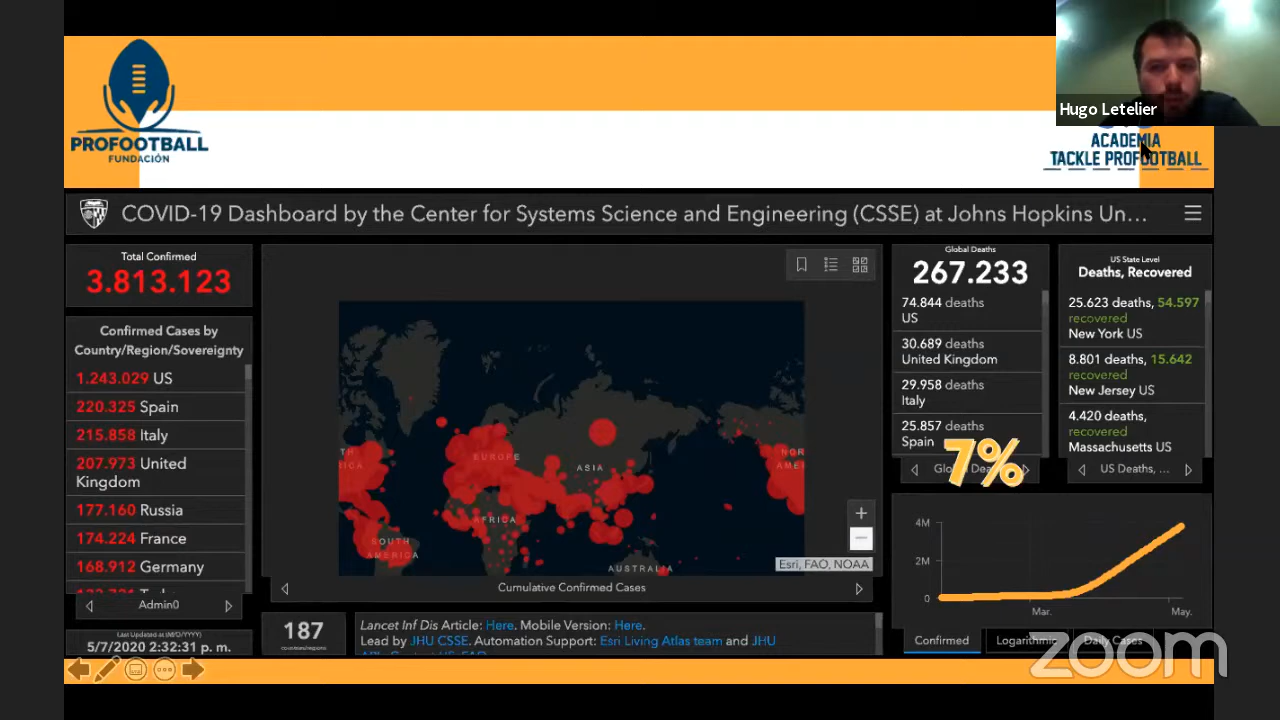 Hugo Letelier
PROFOOTBALL
FUNDACIÓN
ACADEMIA
TACKLE PROFOOTBALL
COVID-19 Dashboard by the Center for Systems Science and Engineering (CSSE) at Johns Hopkins Un...
Total Confirmed
3.813.123
Confirmed Cases by
Country/Region/Sovereignty
1.243.029 US
220.325 Spain
215.858 Italy
207.973 United
Kingdom
177.160 Russia
174.224 France
168.912 Germany
Admin0
Last Updated at (M/D/YYYY)
5/7/2020 2:32:31 p. m.
EUROPE
ASIA
AFRICA
SOUTH
AMERICA
AUSTRALIA
NOR
AME
+
Esri, FAO, NOAA
Cumulative Confirmed Cases
187
countries/regions
Lancet Inf Dis Article: Here. Mobile Version: Here.
Lead by JHU CSSE. Automation Support: Esri Living Atlas team and JHU
Global Deaths
267.233
74.844 deaths
US
30.689 deaths
United Kingdom
29.958 deaths
Italy
25.857 deaths
Spain
7%
US State Level
Deaths, Recovered
25.623 deaths, 54.597
recovered
New York US
8.801 deaths, 15.642
recovered
New Jersey US
4.420 deaths,
recovered
Massachusetts US
US Deaths, ...
4M
2M
0
Mar.
May.
Confirmed
Logarithmic
Daily Cases
zoom